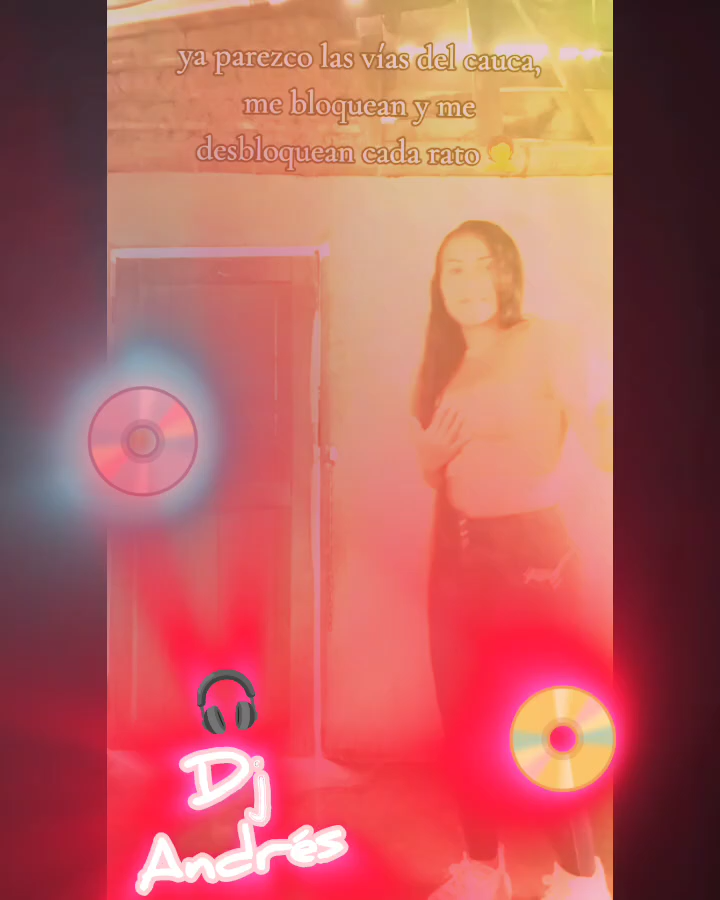 ya parezco las vías del cauca,
me bloquean y me
desbloquean cada rato
Dj
Andrés